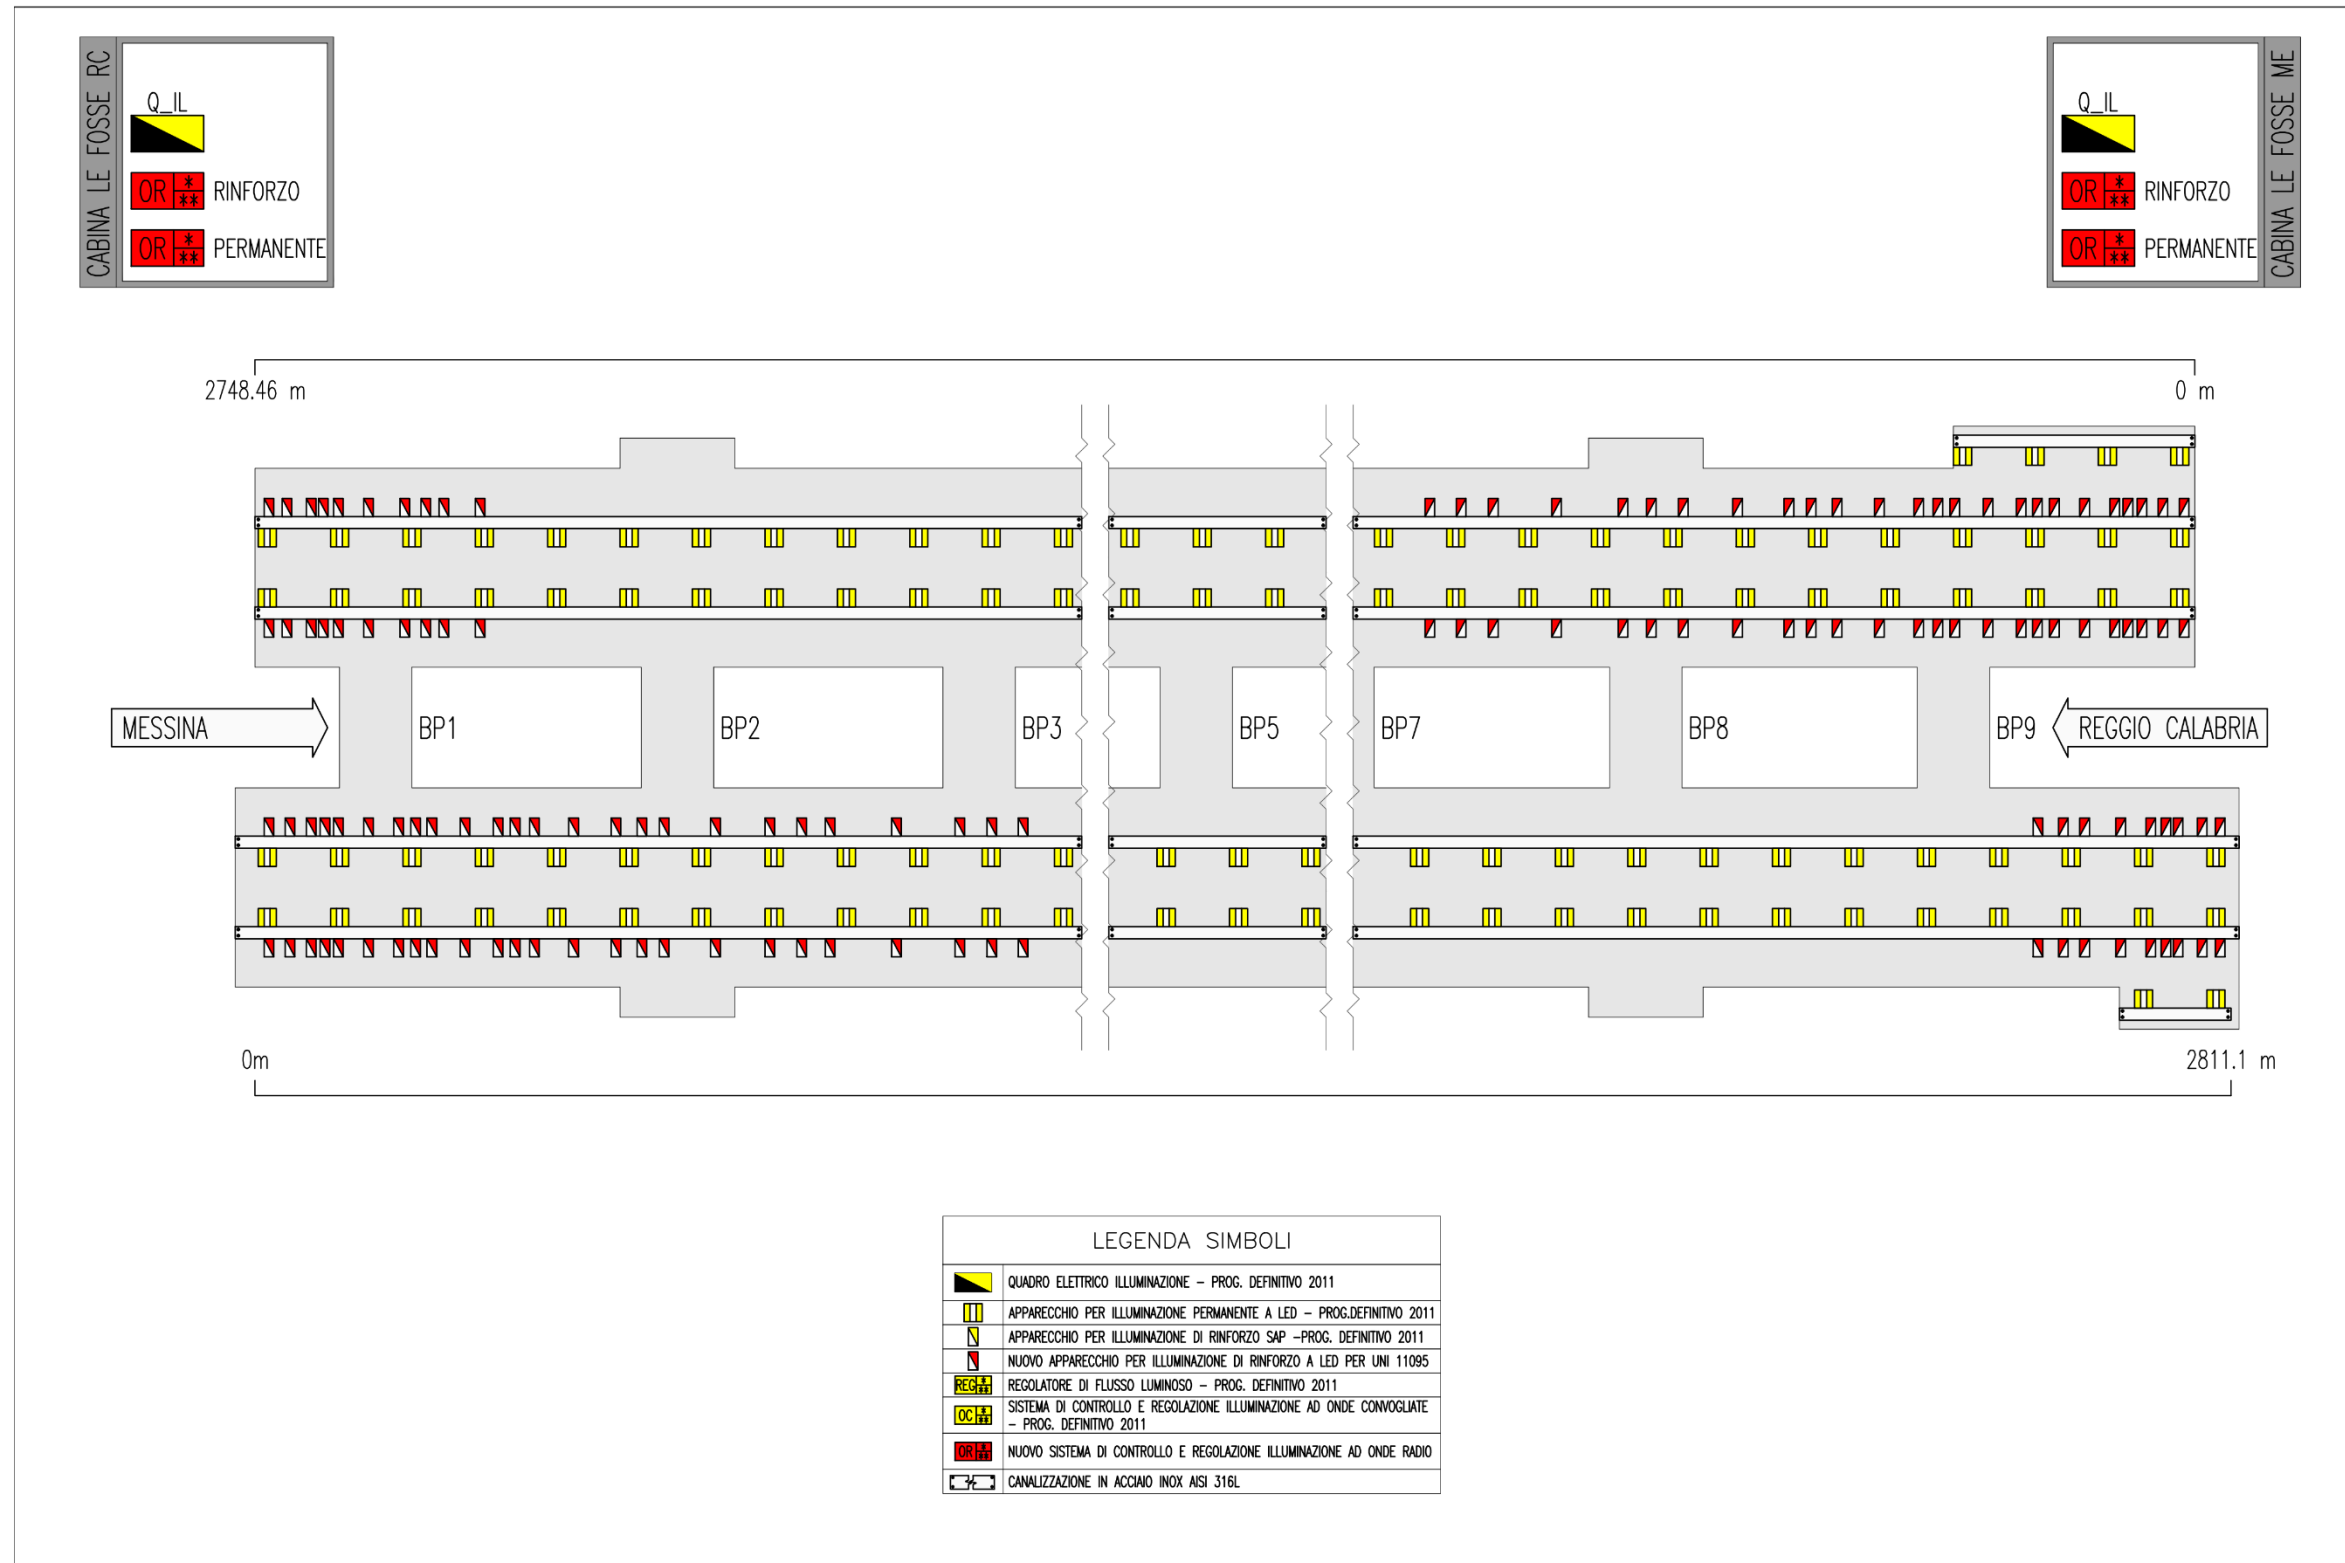 CABINA LE FOSSE RC
Q_IL
OR * ** RINFORZO
OR * ** PERMANENTE
Q_IL
OR * ** RINFORZO
OR * ** PERMANENTE
CABINA LE FOSSE ME
2748.46 m
0 m
MESSINA
BP1
BP2
BP3
BP5
BP7
BP8
BP9
REGGIO CALABRIA
0m
2811.1 m
LEGENDA SIMBOLI
QUADRO ELETTRICO ILLUMINAZIONE – PROG. DEFINITIVO 2011
APPARECCHIO PER ILLUMINAZIONE PERMANENTE A LED – PROG.DEFINITIVO 2011
APPARECCHIO PER ILLUMINAZIONE DI RINFORZO SAP –PROG. DEFINITIVO 2011
NUOVO APPARECCHIO PER ILLUMINAZIONE DI RINFORZO A LED PER UNI 11095
REG * ** REGOLATORE DI FLUSSO LUMINOSO – PROG. DEFINITIVO 2011
OC * ** SISTEMA DI CONTROLLO E REGOLAZIONE ILLUMINAZIONE AD ONDE CONVOGLIATE
– PROG. DEFINITIVO 2011
OR * ** NUOVO SISTEMA DI CONTROLLO E REGOLAZIONE ILLUMINAZIONE AD ONDE RADIO
CANALIZZAZIONE IN ACCIAIO INOX AISI 316L